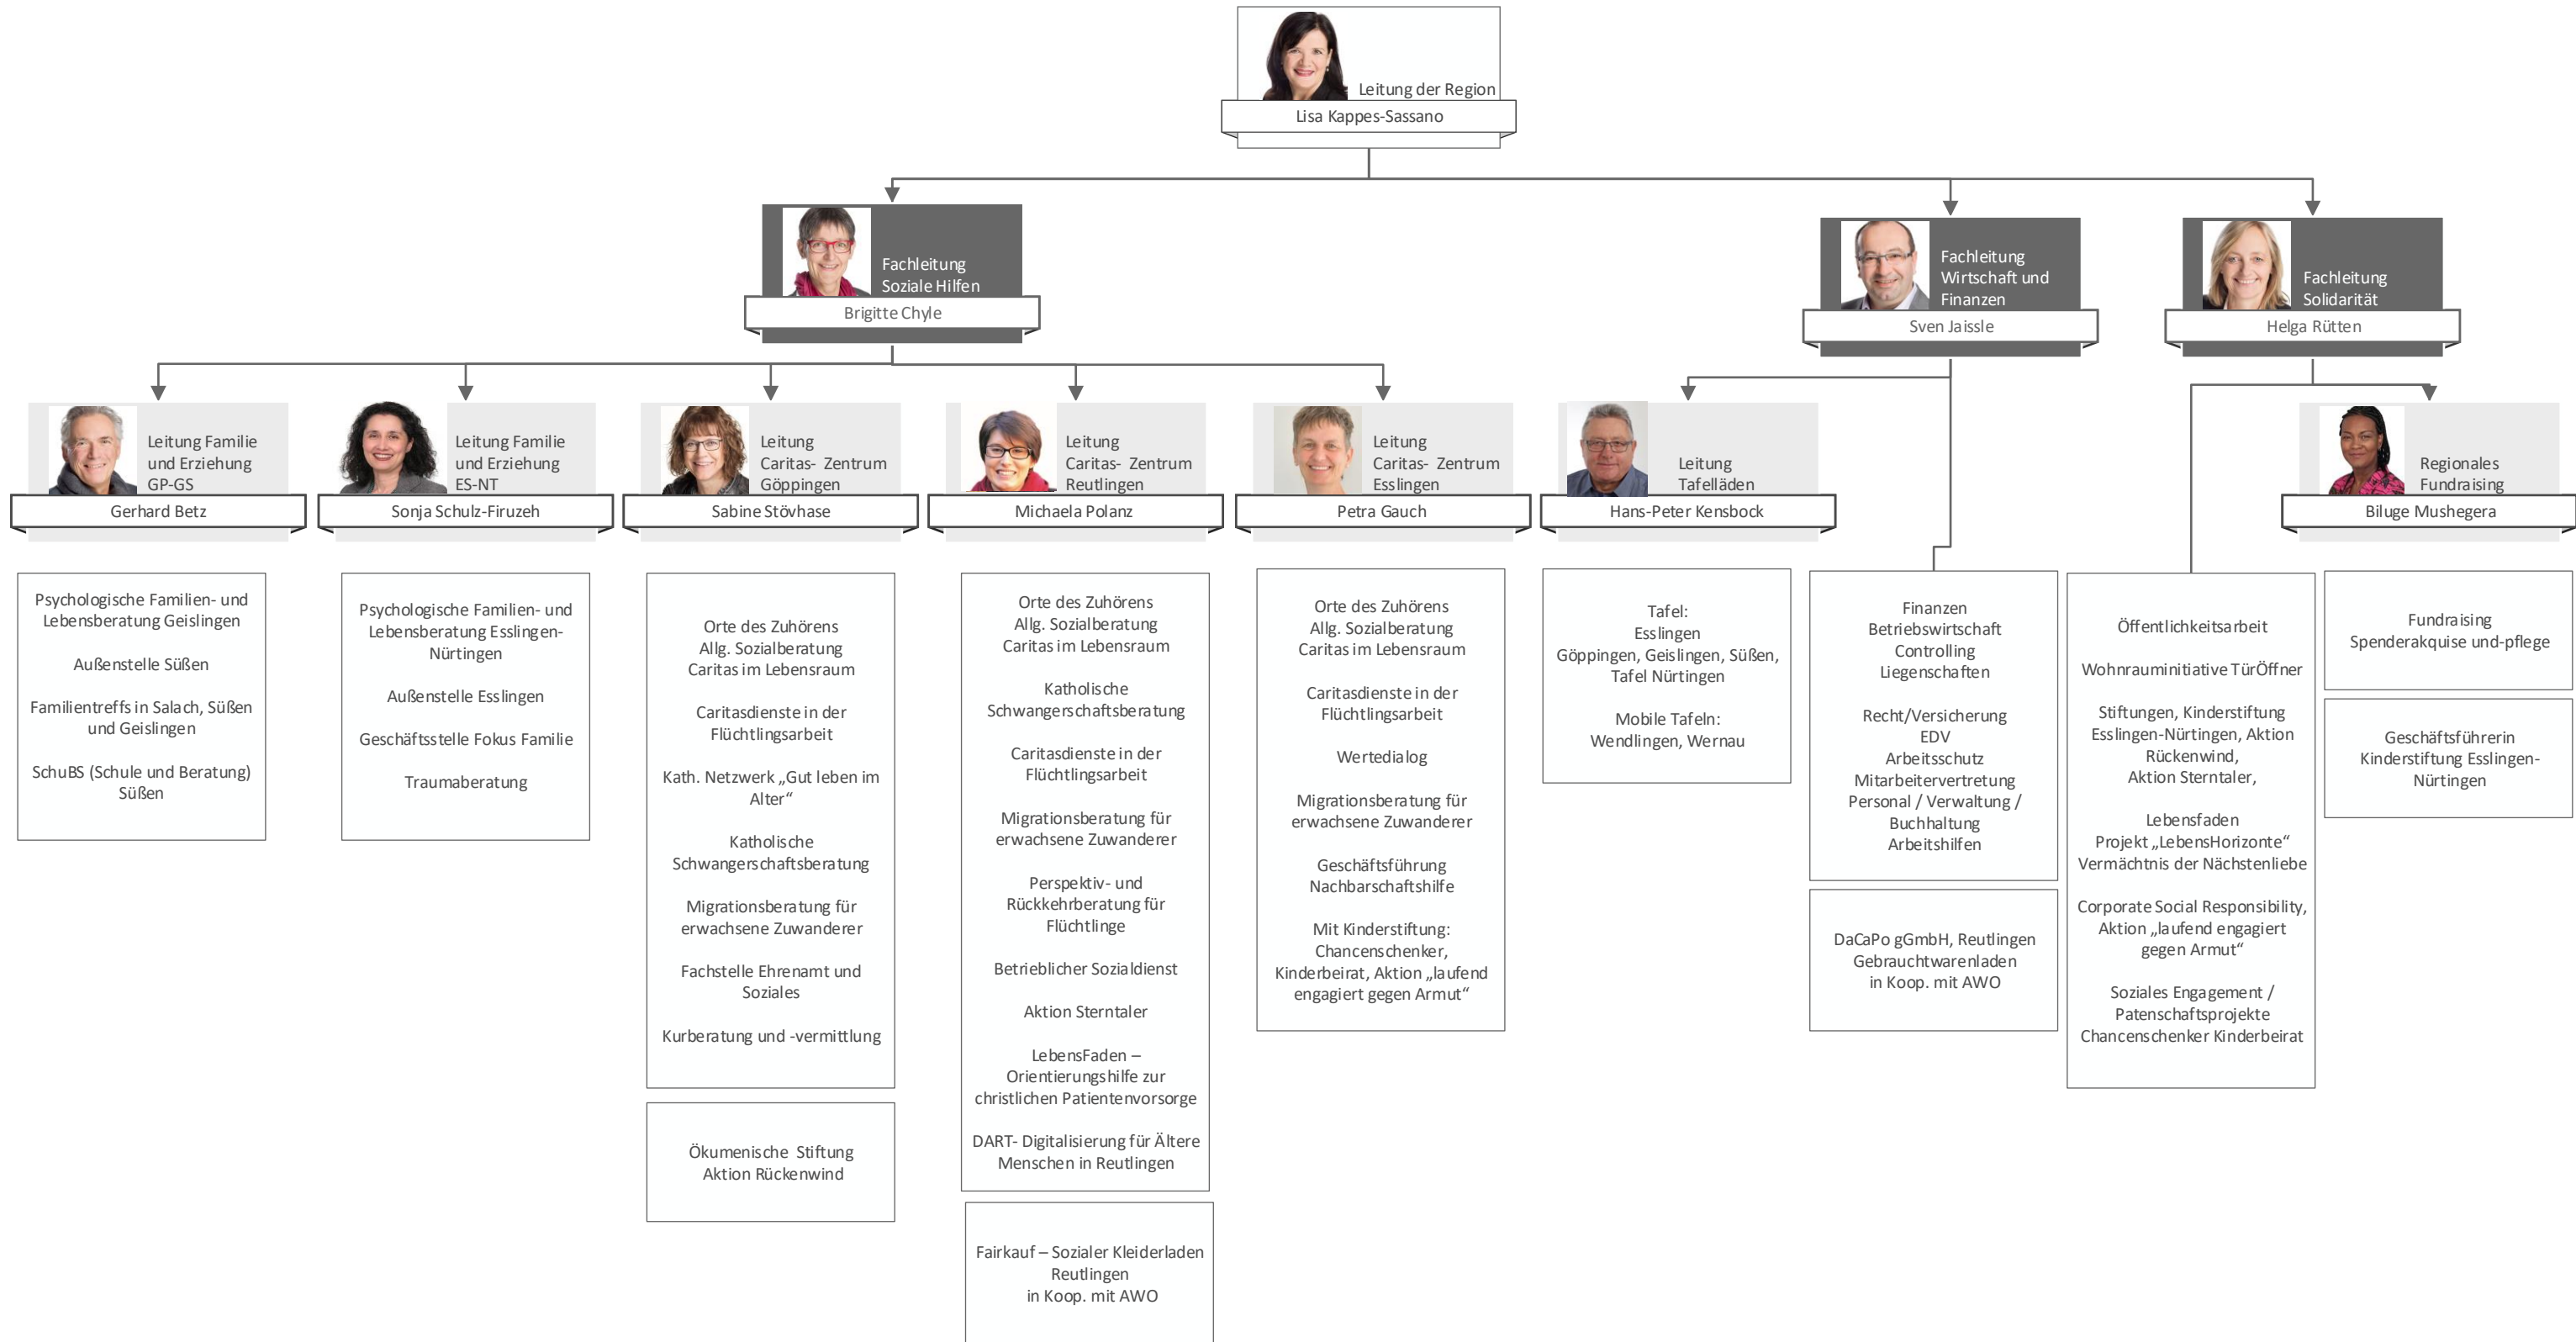 Leitung der Region
Lisa Kappes-Sassano
Fachleitung
Soziale Hilfen
Brigitte Chyle
Fachleitung
Wirtschaft und
Finanzen
Sven Jaissle
Fachleitung
Solidarität
Helga Rütten
Leitung Familie
und Erziehung
GP-GS
Gerhard Betz
Leitung Familie
und Erziehung
ES-NT
Sonja Schulz-Firuzeh
Leitung
Caritas- Zentrum
Göppingen
Sabine Stövhase
Leitung
Caritas- Zentrum
Reutlingen
Michaela Polanz
Leitung
Caritas- Zentrum
Esslingen
Petra Gauch
Leitung
Tafelläden
Hans-Peter Kensbock
Regionales
Fundraising
Biluge Mushegera
Psychologische Familien- und
Lebensberatung Geislingen
Außenstelle Süßen
Familientreffs in Salach, Süßen
und Geislingen
SchuBS (Schule und Beratung)
Süßen
Psychologische Familien- und
Lebensberatung Esslingen-
Nürtingen
Außenstelle Esslingen
Geschäftsstelle Fokus Familie
Traumaberatung
Orte des Zuhörens
Allg. Sozialberatung
Caritas im Lebensraum
Caritasdienste in der
Flüchtlingsarbeit
Kath. Netzwerk „Gut leben im
Alter“
Katholische
Schwangerschaftsberatung
Migrationsberatung für
erwachsene Zuwanderer
Fachstelle Ehrenamt und
Soziales
Kurberatung und -vermittlung
Ökumenische Stiftung
Aktion Rückenwind
Orte des Zuhörens
Allg. Sozialberatung
Caritas im Lebensraum
Katholische
Schwangerschaftsberatung
Caritasdienste in der
Flüchtlingsarbeit
Migrationsberatung für
erwachsene Zuwanderer
Perspektiv- und
Rückkehrberatung für
Flüchtlinge
Betrieblicher Sozialdienst
Aktion Sterntaler
LebensFaden –
Orientierungshilfe zur
christlichen Patientenvorsorge
DART- Digitalisierung für Ältere
Menschen in Reutlingen
Fairkauf – Sozialer Kleiderladen
Reutlingen
in Koop. mit AWO
Orte des Zuhörens
Allg. Sozialberatung
Caritas im Lebensraum
Caritasdienste in der
Flüchtlingsarbeit
Wertedialog
Migrationsberatung für
erwachsene Zuwanderer
Geschäftsführung
Nachbarschaftshilfe
Mit Kinderstiftung:
Chancenschenker,
Kinderbeirat, Aktion „laufend
engagiert gegen Armut“
Tafel:
Esslingen
Göppingen, Geislingen, Süßen,
Tafel Nürtingen
Mobile Tafeln:
Wendlingen, Wernau
Finanzen
Betriebswirtschaft
Controlling
Liegenschaften
Recht/Versicherung
EDV
Arbeitsschutz
Mitarbeitervertretung
Personal / Verwaltung /
Buchhaltung
Arbeitshilfen
DaCaPo gGmbH, Reutlingen
Gebrauchtwarenladen
in Koop. mit AWO
Öffentlichkeitsarbeit
Wohnrauminitiative TürÖffner
Stiftungen, Kinderstiftung
Esslingen-Nürtingen, Aktion
Rückenwind,
Aktion Sterntaler,
Lebensfaden
Projekt „LebensHorizonte“
Vermächtnis der Nächstenliebe
Corporate Social Responsibility,
Aktion „laufend engagiert
gegen Armut“
Soziales Engagement /
Patenschaftsprojekte
Chancenschenker Kinderbeirat
Fundraising
Spenderakquise und-pflege
Geschäftsführerin
Kinderstiftung Esslingen-
Nürtingen